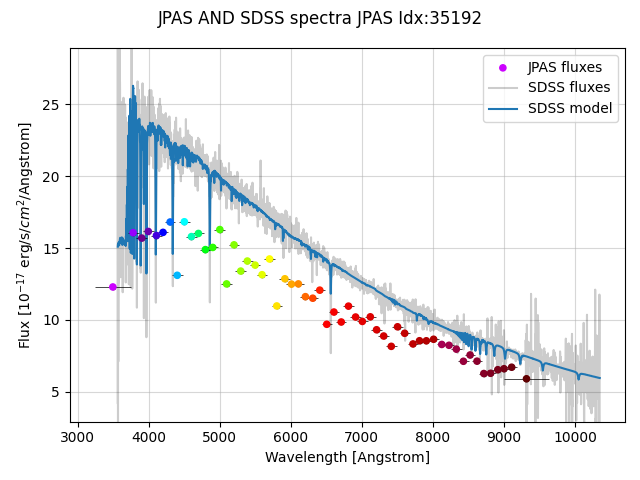 JPAS AND SDSS spectra JPAS Idx:35192
JPAS fluxes
SDSS fluxes
SDSS model
Flux [10^-17 erg/s/cm^2/Angstrom]
25
20
15
10
5
3000 4000 5000 6000 7000 8000 9000 10000
Wavelength [Angstrom]